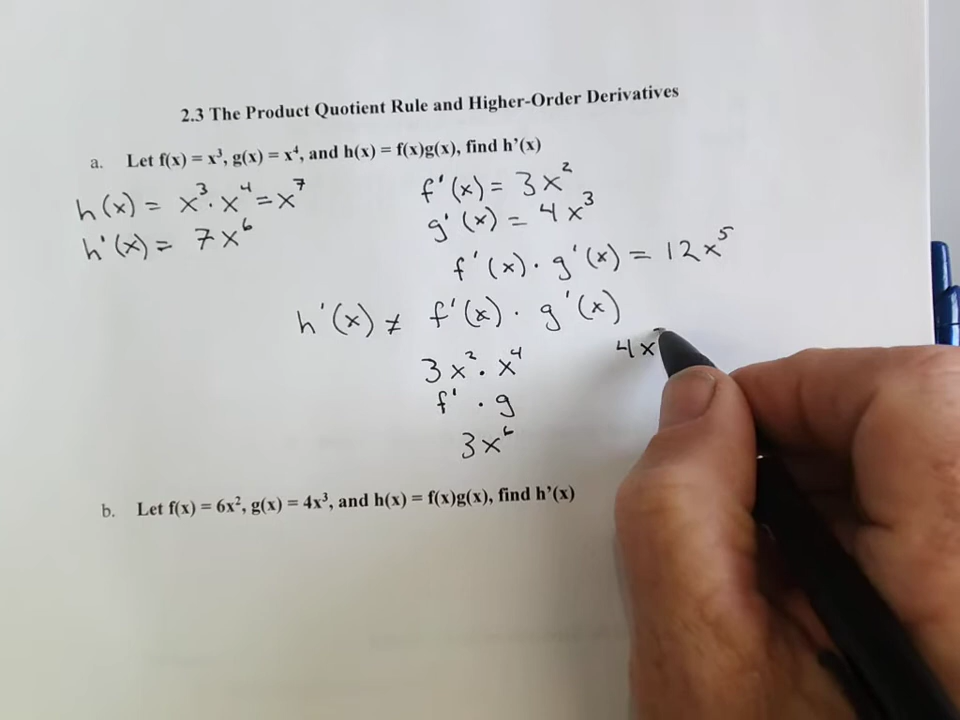 2.3 The Product Quotient Rule and Higher-Order Derivatives
a. Let f(x) = x³, g(x) = x⁴, and h(x) = f(x)g(x), find h’(x)
h(x) = x³ · x⁴ = x⁷
h'(x) = 7x⁶
f'(x) = 3x²
g'(x) = 4x³
f'(x) · g'(x) = 12x⁵
h'(x) ≠ f'(x) · g'(x)
3x² · x⁴
f' · g
3x⁶
4x
b. Let f(x) = 6x², g(x) = 4x³, and h(x) = f(x)g(x), find h’(x)